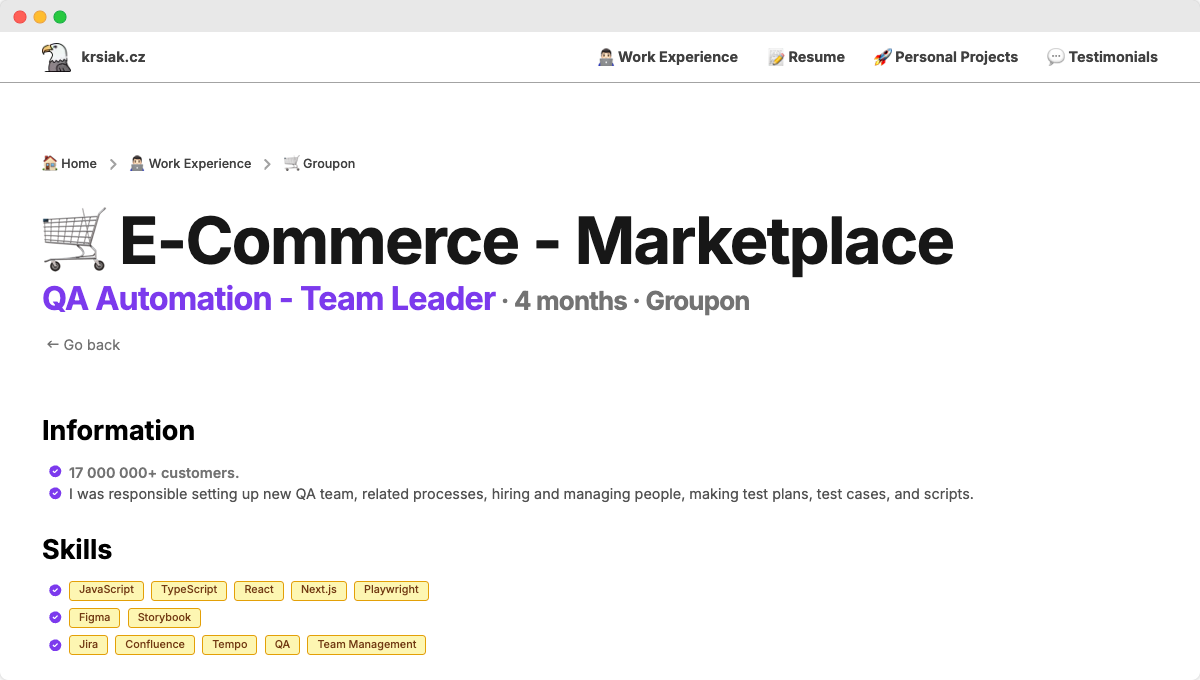 krsiak.cz
Work Experience
Resume
Personal Projects
Testimonials
Home
Work Experience
Groupon
E-Commerce - Marketplace
QA Automation - Team Leader · 4 months · Groupon
← Go back
Information
17 000 000+ customers.
I was responsible setting up new QA team, related processes, hiring and managing people, making test plans, test cases, and scripts.
Skills
JavaScript TypeScript React Next.js Playwright
Figma Storybook
Jira Confluence Tempo QA Team Management